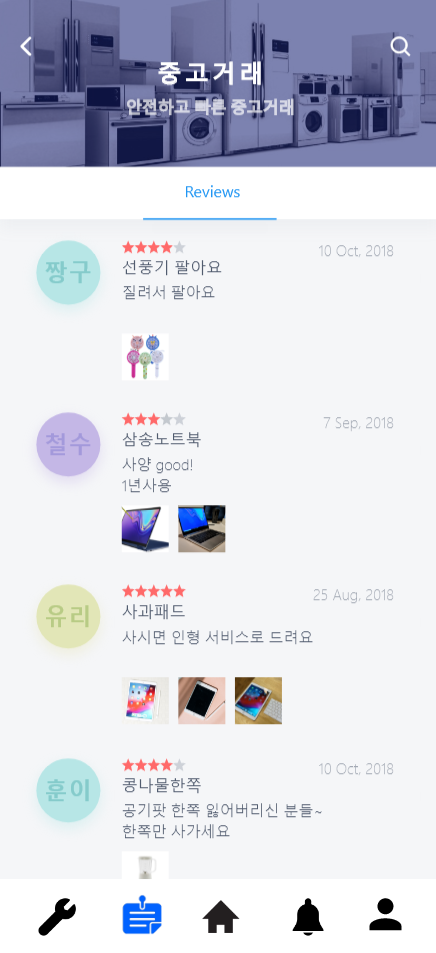 중고거래
안전하고 빠른 중고거래
Reviews
짱구
10 Oct, 2018
선풍기 팔아요
질려서 팔아요
철수
7 Sep, 2018
삼송노트북
사양 good!
1년사용
유리
25 Aug, 2018
사과패드
사시면 인형 서비스로 드려요
훈이
10 Oct, 2018
콩나물한쪽
공기팟 한쪽 잃어버리신 분들~
한쪽만 사가세요